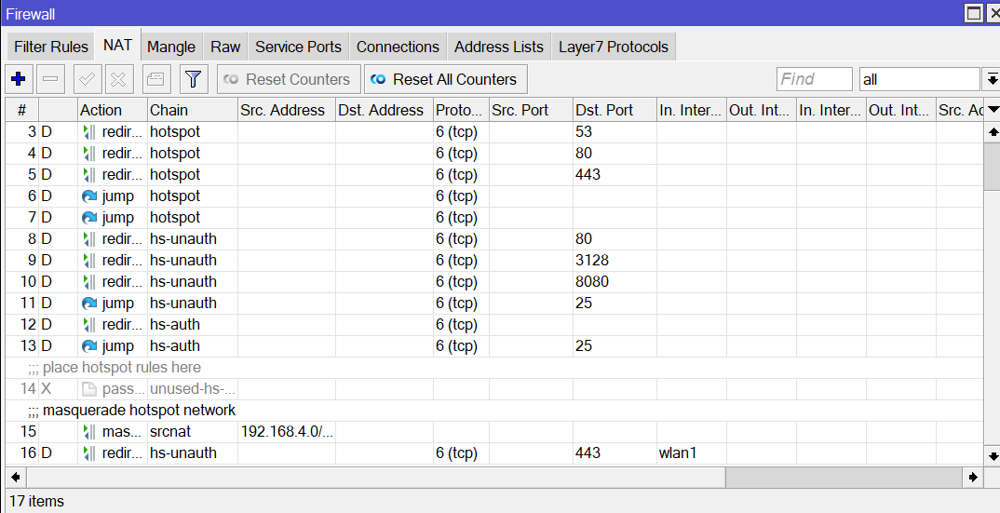 Firewall
Filter Rules NAT Mangle Raw Service Ports Connections Address Lists Layer7 Protocols
Reset Counters Reset All Counters Find all
# Action Chain Src. Address Dst. Address Proto... Src. Port Dst. Port In. Inter... Out. Int... In. Inter... Out. Int... Src. Ad
3 D redir... hotspot 6 (tcp) 53
4 D redir... hotspot 6 (tcp) 80
5 D redir... hotspot 6 (tcp) 443
6 D jump hotspot 6 (tcp)
7 D jump hotspot 6 (tcp)
8 D redir... hs-unauth 6 (tcp) 80
9 D redir... hs-unauth 6 (tcp) 3128
10 D redir... hs-unauth 6 (tcp) 8080
11 D jump hs-unauth 6 (tcp) 25
12 D redir... hs-auth 6 (tcp)
13 D jump hs-auth 6 (tcp) 25
;;; place hotspot rules here
14 X pass... unused-hs-...
;;; masquerade hotspot network
15 mas... srcnat 192.168.4.0/...
16 D redir... hs-unauth 6 (tcp) 443 wlan1
17 items